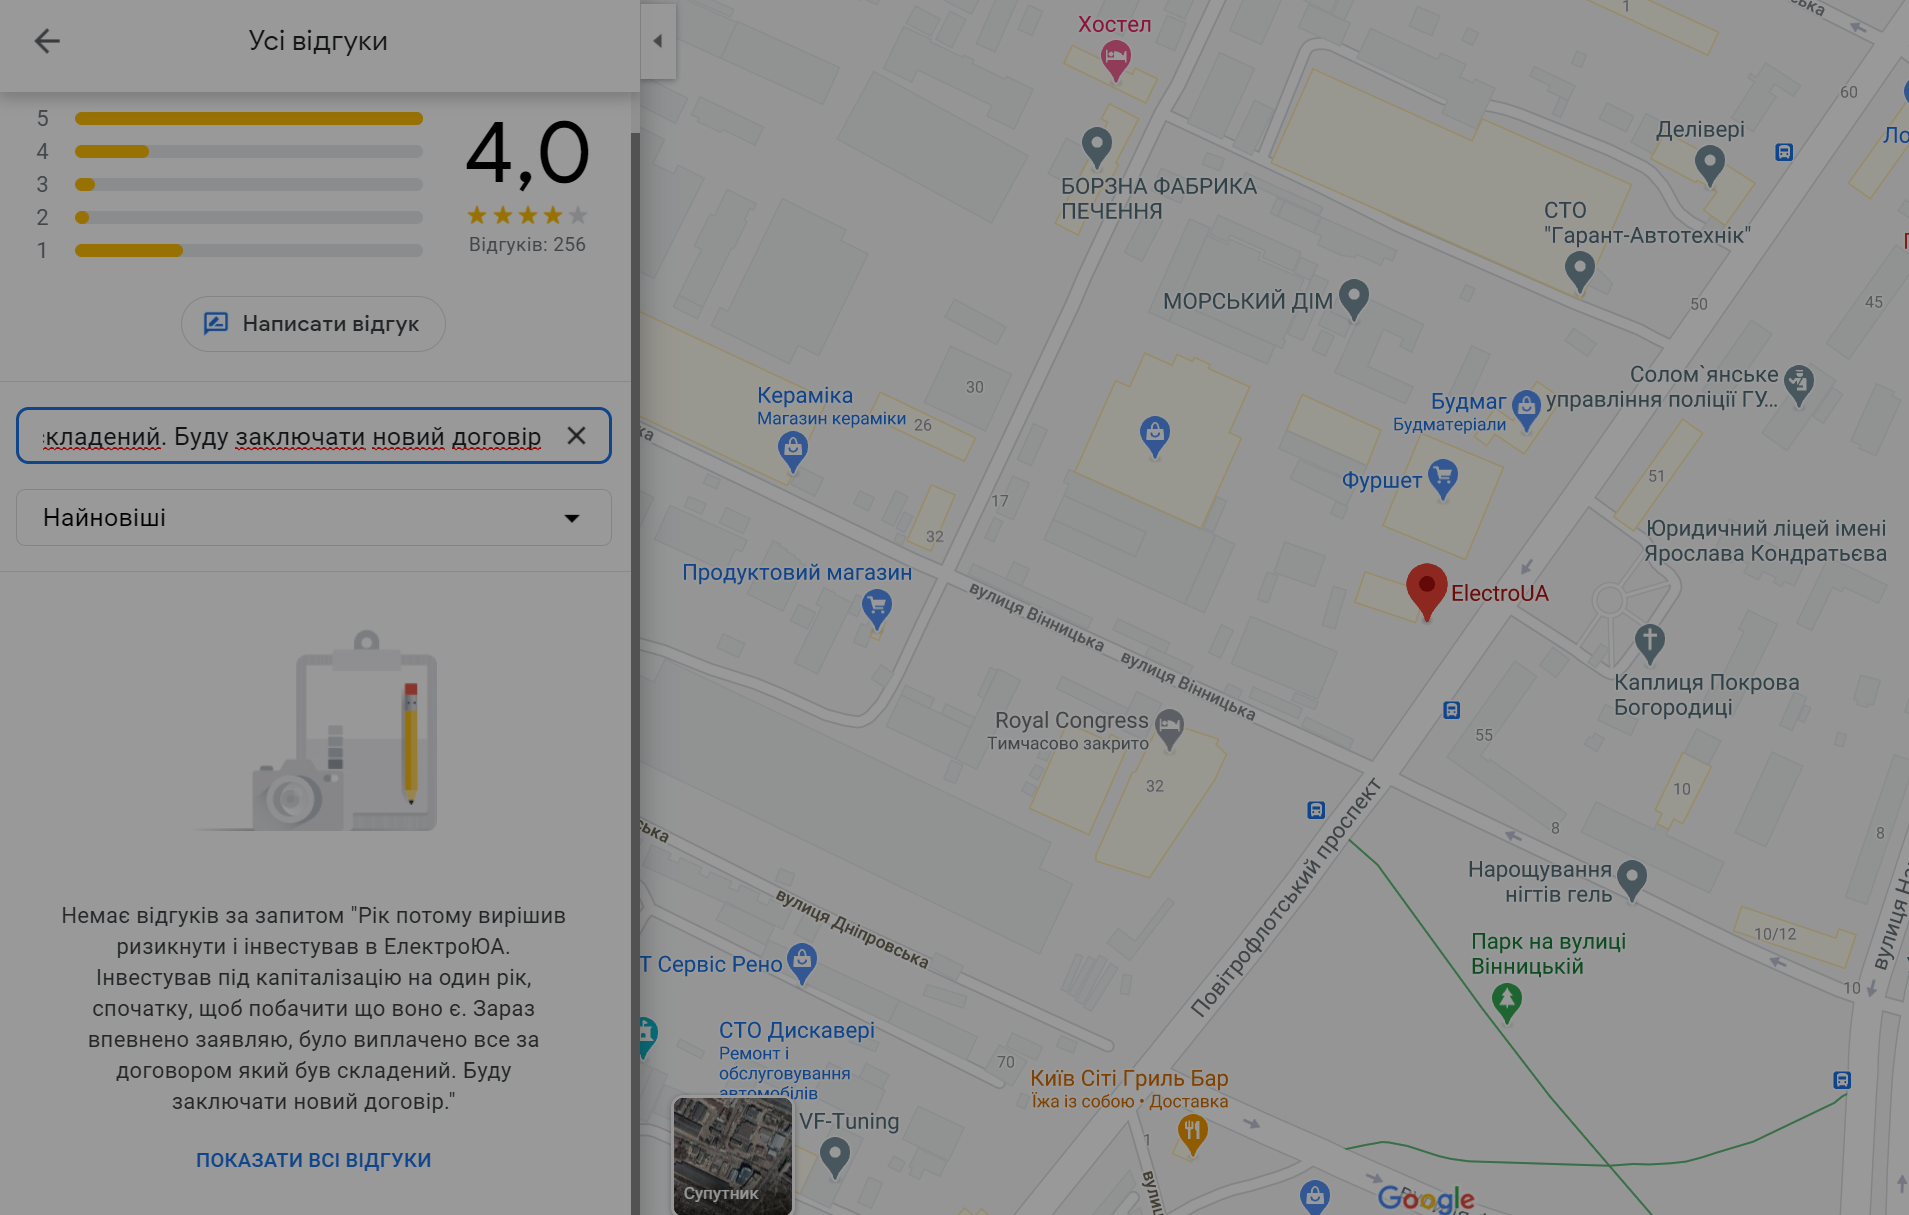 Усі відгуки
5
4
3
2
1
4,0
Відгуків: 256
Написати відгук
складений. Буду заключати новий договір
Найновіші
Немає відгуків за запитом "Рік потому вирішив
ризикнути і інвестував в ЕлектроЮА.
Інвестував під капіталізацію на один рік,
спочатку, щоб побачити що воно є. Зараз
впевнено заявляю, було виплачено все за
договором який був складений. Буду
заключати новий договір."
ПОКАЗАТИ ВСІ ВІДГУКИ
Хостел
1
60
Делівері
БОРЗНА ФАБРИКА
ПЕЧЕННЯ
СТО
"Гарант-Автотехнік"
МОРСЬКИЙ ДІМ
50
45
30
Кераміка
Магазин кераміки
26
Будмаг
Будматеріали
Солом`янське
управління поліції ГУ...
Фуршет
51
17
32
Юридичний ліцей імені
Ярослава Кондратьєва
Продуктовий магазин
ElectroUA
вулиця Вінницька
вулиця Вінницька
Каплиця Покрова
Богородиці
Royal Congress
Тимчасово закрито
55
32
10
8
8
Повітрофлотський проспект
Нарощування
нігтів гель
вулиця Дніпровська
10/12
Парк на вулиці
Вінницькій
Т Сервіс Рено
10
СТО Дискавері
Ремонт і
обслуговування
автомобілів
70
Київ Сіті Гриль Бар
Їжа із собою • Доставка
VF-Tuning
1
Супутник
Google